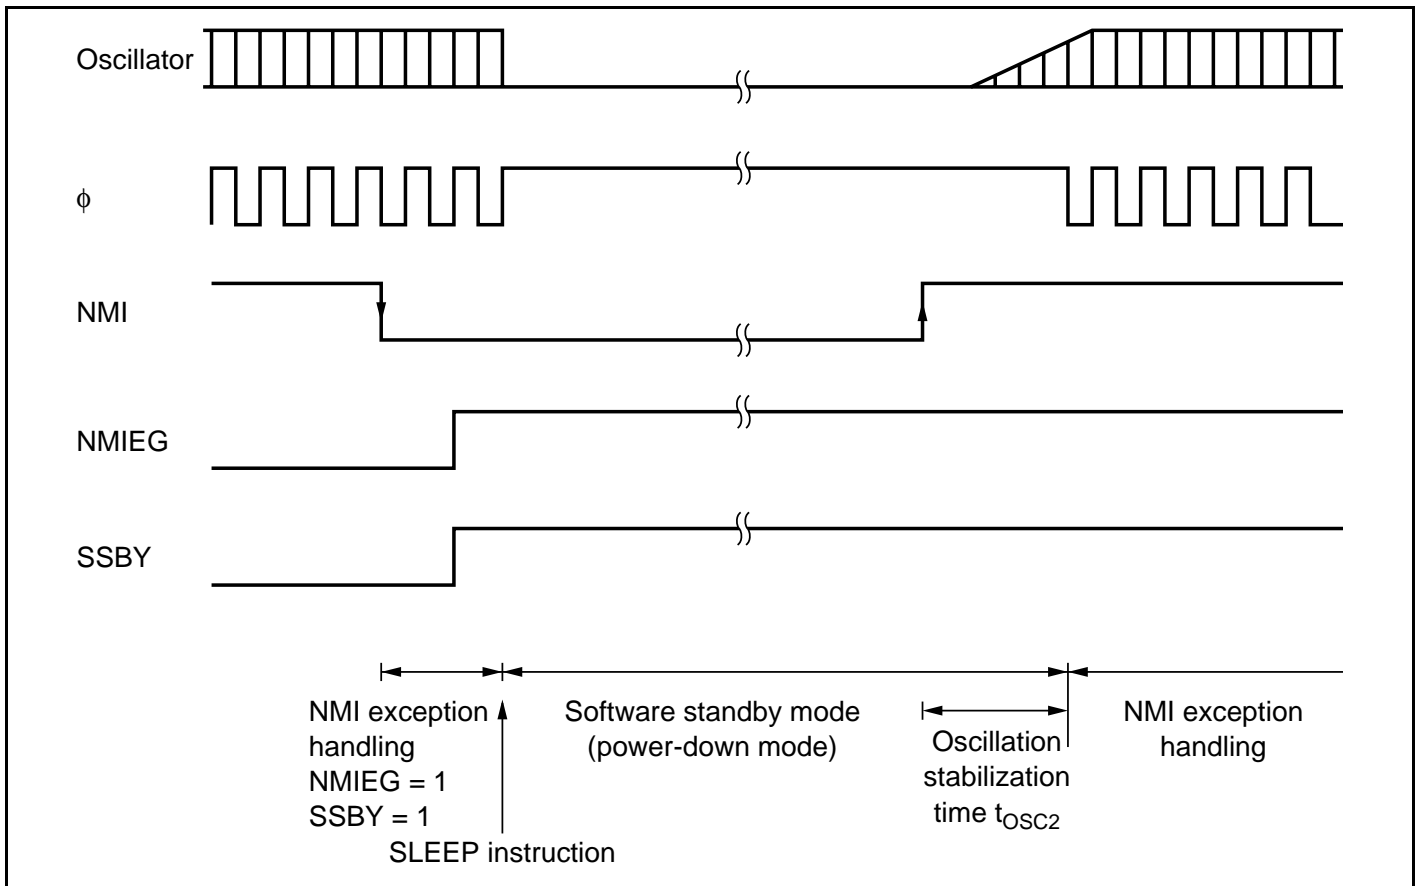 Oscillator
ϕ
NMI
NMIEG
SSBY
NMI exception
handling
NMIEG = 1
SSBY = 1
SLEEP instruction
Software standby mode
(power-down mode)
Oscillation
stabilization
time tOSC2
NMI exception
handling